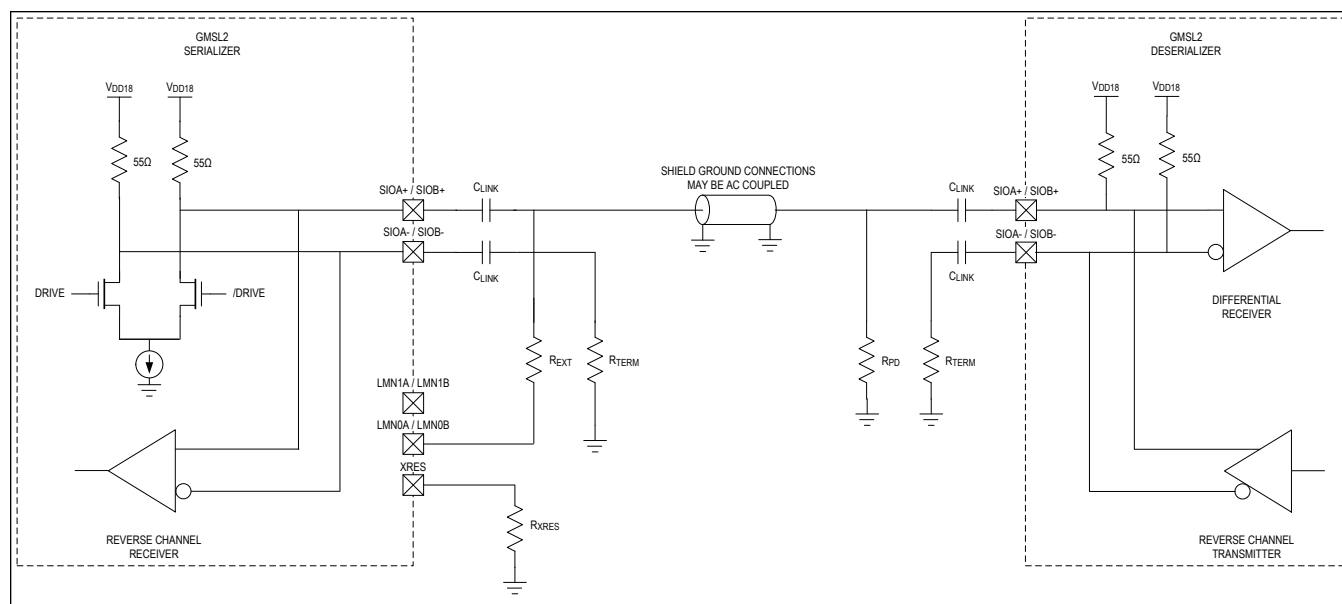 GMSL2
SERIALIZER
GMSL2
DESERIALIZER
VDD18
VDD18
VDD18
VDD18
55Ω
55Ω
55Ω
55Ω
SHIELD GROUND CONNECTIONS
MAY BE AC COUPLED
SIOA+ / SIOB+
CLINK
CLINK
SIOA+ / SIOB+
SIOA- / SIOB-
CLINK
CLINK
SIOA- / SIOB-
DRIVE
/DRIVE
DIFFERENTIAL
RECEIVER
REXT
RTERM
RPD
RTERM
LMN1A / LMN1B
LMN0A / LMN0B
XRES
RXRES
REVERSE CHANNEL
RECEIVER
REVERSE CHANNEL
TRANSMITTER